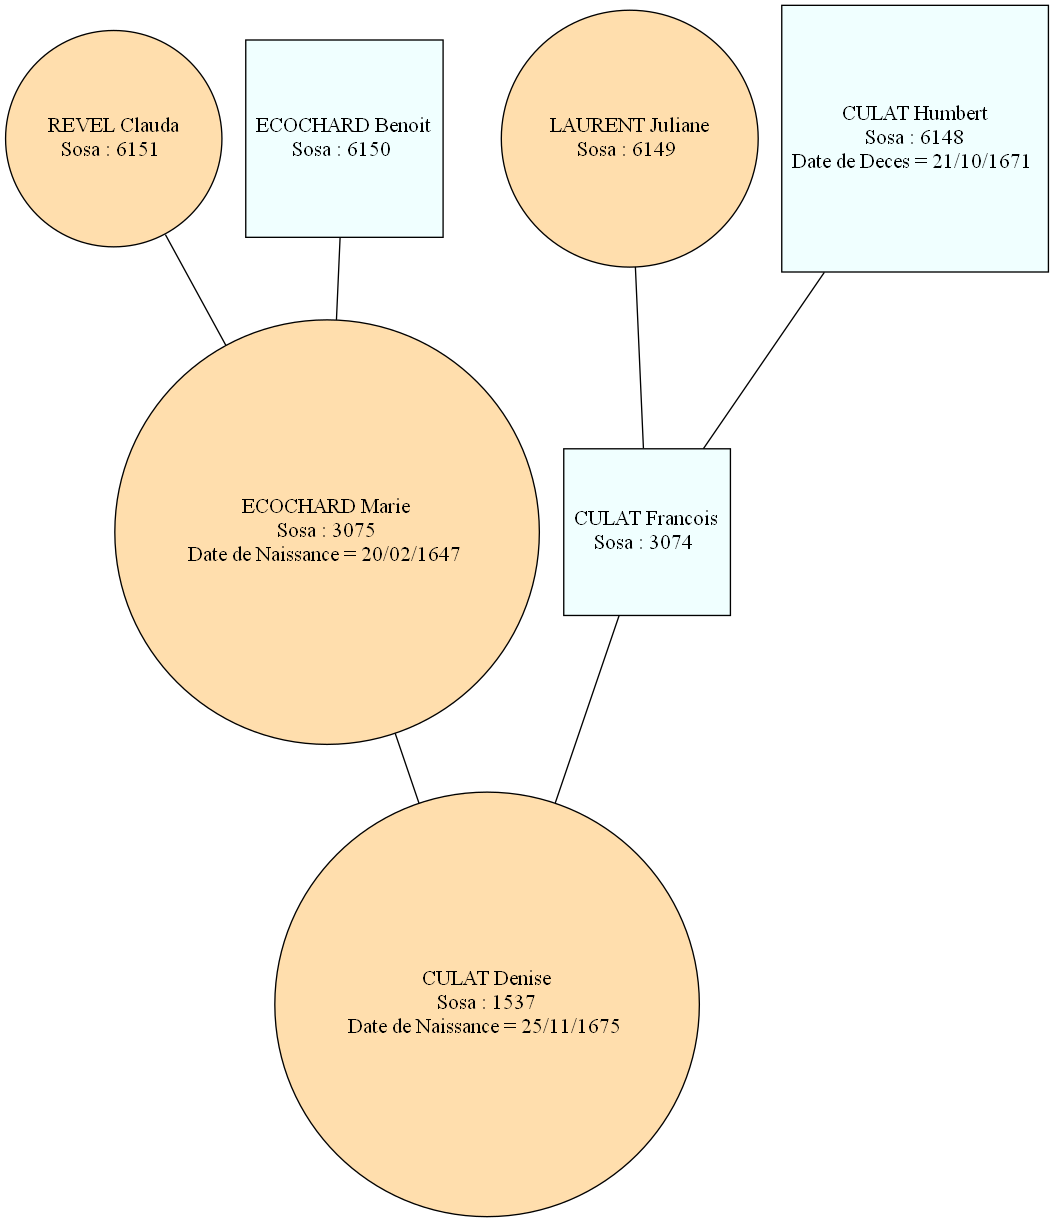 REVEL Clauda
Sosa : 6151
ECOCHARD Benoit
Sosa : 6150
LAURENT Juliane
Sosa : 6149
CULAT Humbert
Sosa : 6148
Date de Deces = 21/10/1671
ECOCHARD Marie
Sosa : 3075
Date de Naissance = 20/02/1647
CULAT Francois
Sosa : 3074
CULAT Denise
Sosa : 1537
Date de Naissance = 25/11/1675